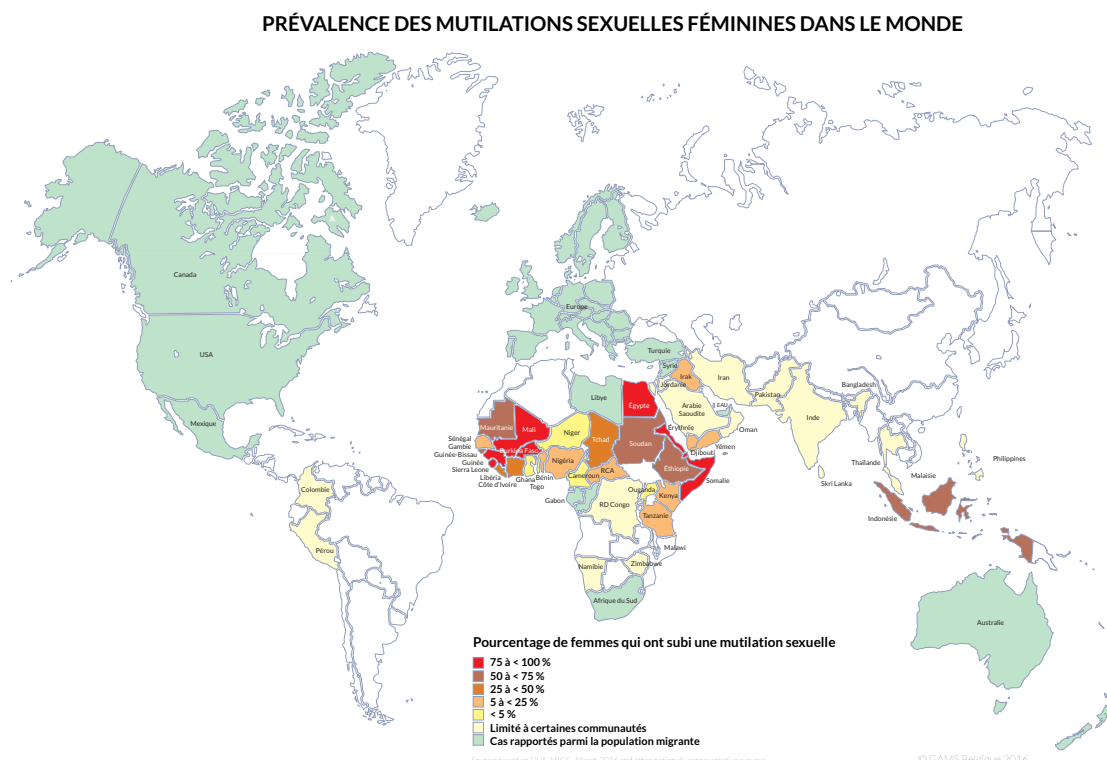 PRÉVALENCE DES MUTILATIONS SEXUELLES FÉMININES DANS LE MONDE
Canada
USA
Mexique
Colombie
Pérou
Europe
Turquie
Syrie
Irak
Iran
Jordanie
Pakistan
Bangladesh
Arabie
Saoudite
EAU
Inde
Oman
Yémen
Libye
Égypte
Érythrée
Djibouti
Mauritanie
Mali
Niger
Tchad
Soudan
Sénégal
Gambie
Guinée-Bissau
Guinée
Sierra Leone
Burkina Faso
Libéria
Côte d'Ivoire
Ghana
Togo
Bénin
Nigéria
Cameroun
RCA
Éthiopie
Somalie
Gabon
RD Congo
Ouganda
Kenya
Tanzanie
Malawi
Zimbabwe
Namibie
Afrique du Sud
Thaïlande
Skri Lanka
Malaisie
Philippines
Indonésie
Australie
Pourcentage de femmes qui ont subi une mutilation sexuelle
75 à < 100 %
50 à < 75 %
25 à < 50 %
5 à < 25 %
< 5 %
Limité à certaines communautés
Cas rapportés parmi la population migrante
© GAMS Belgique 2016